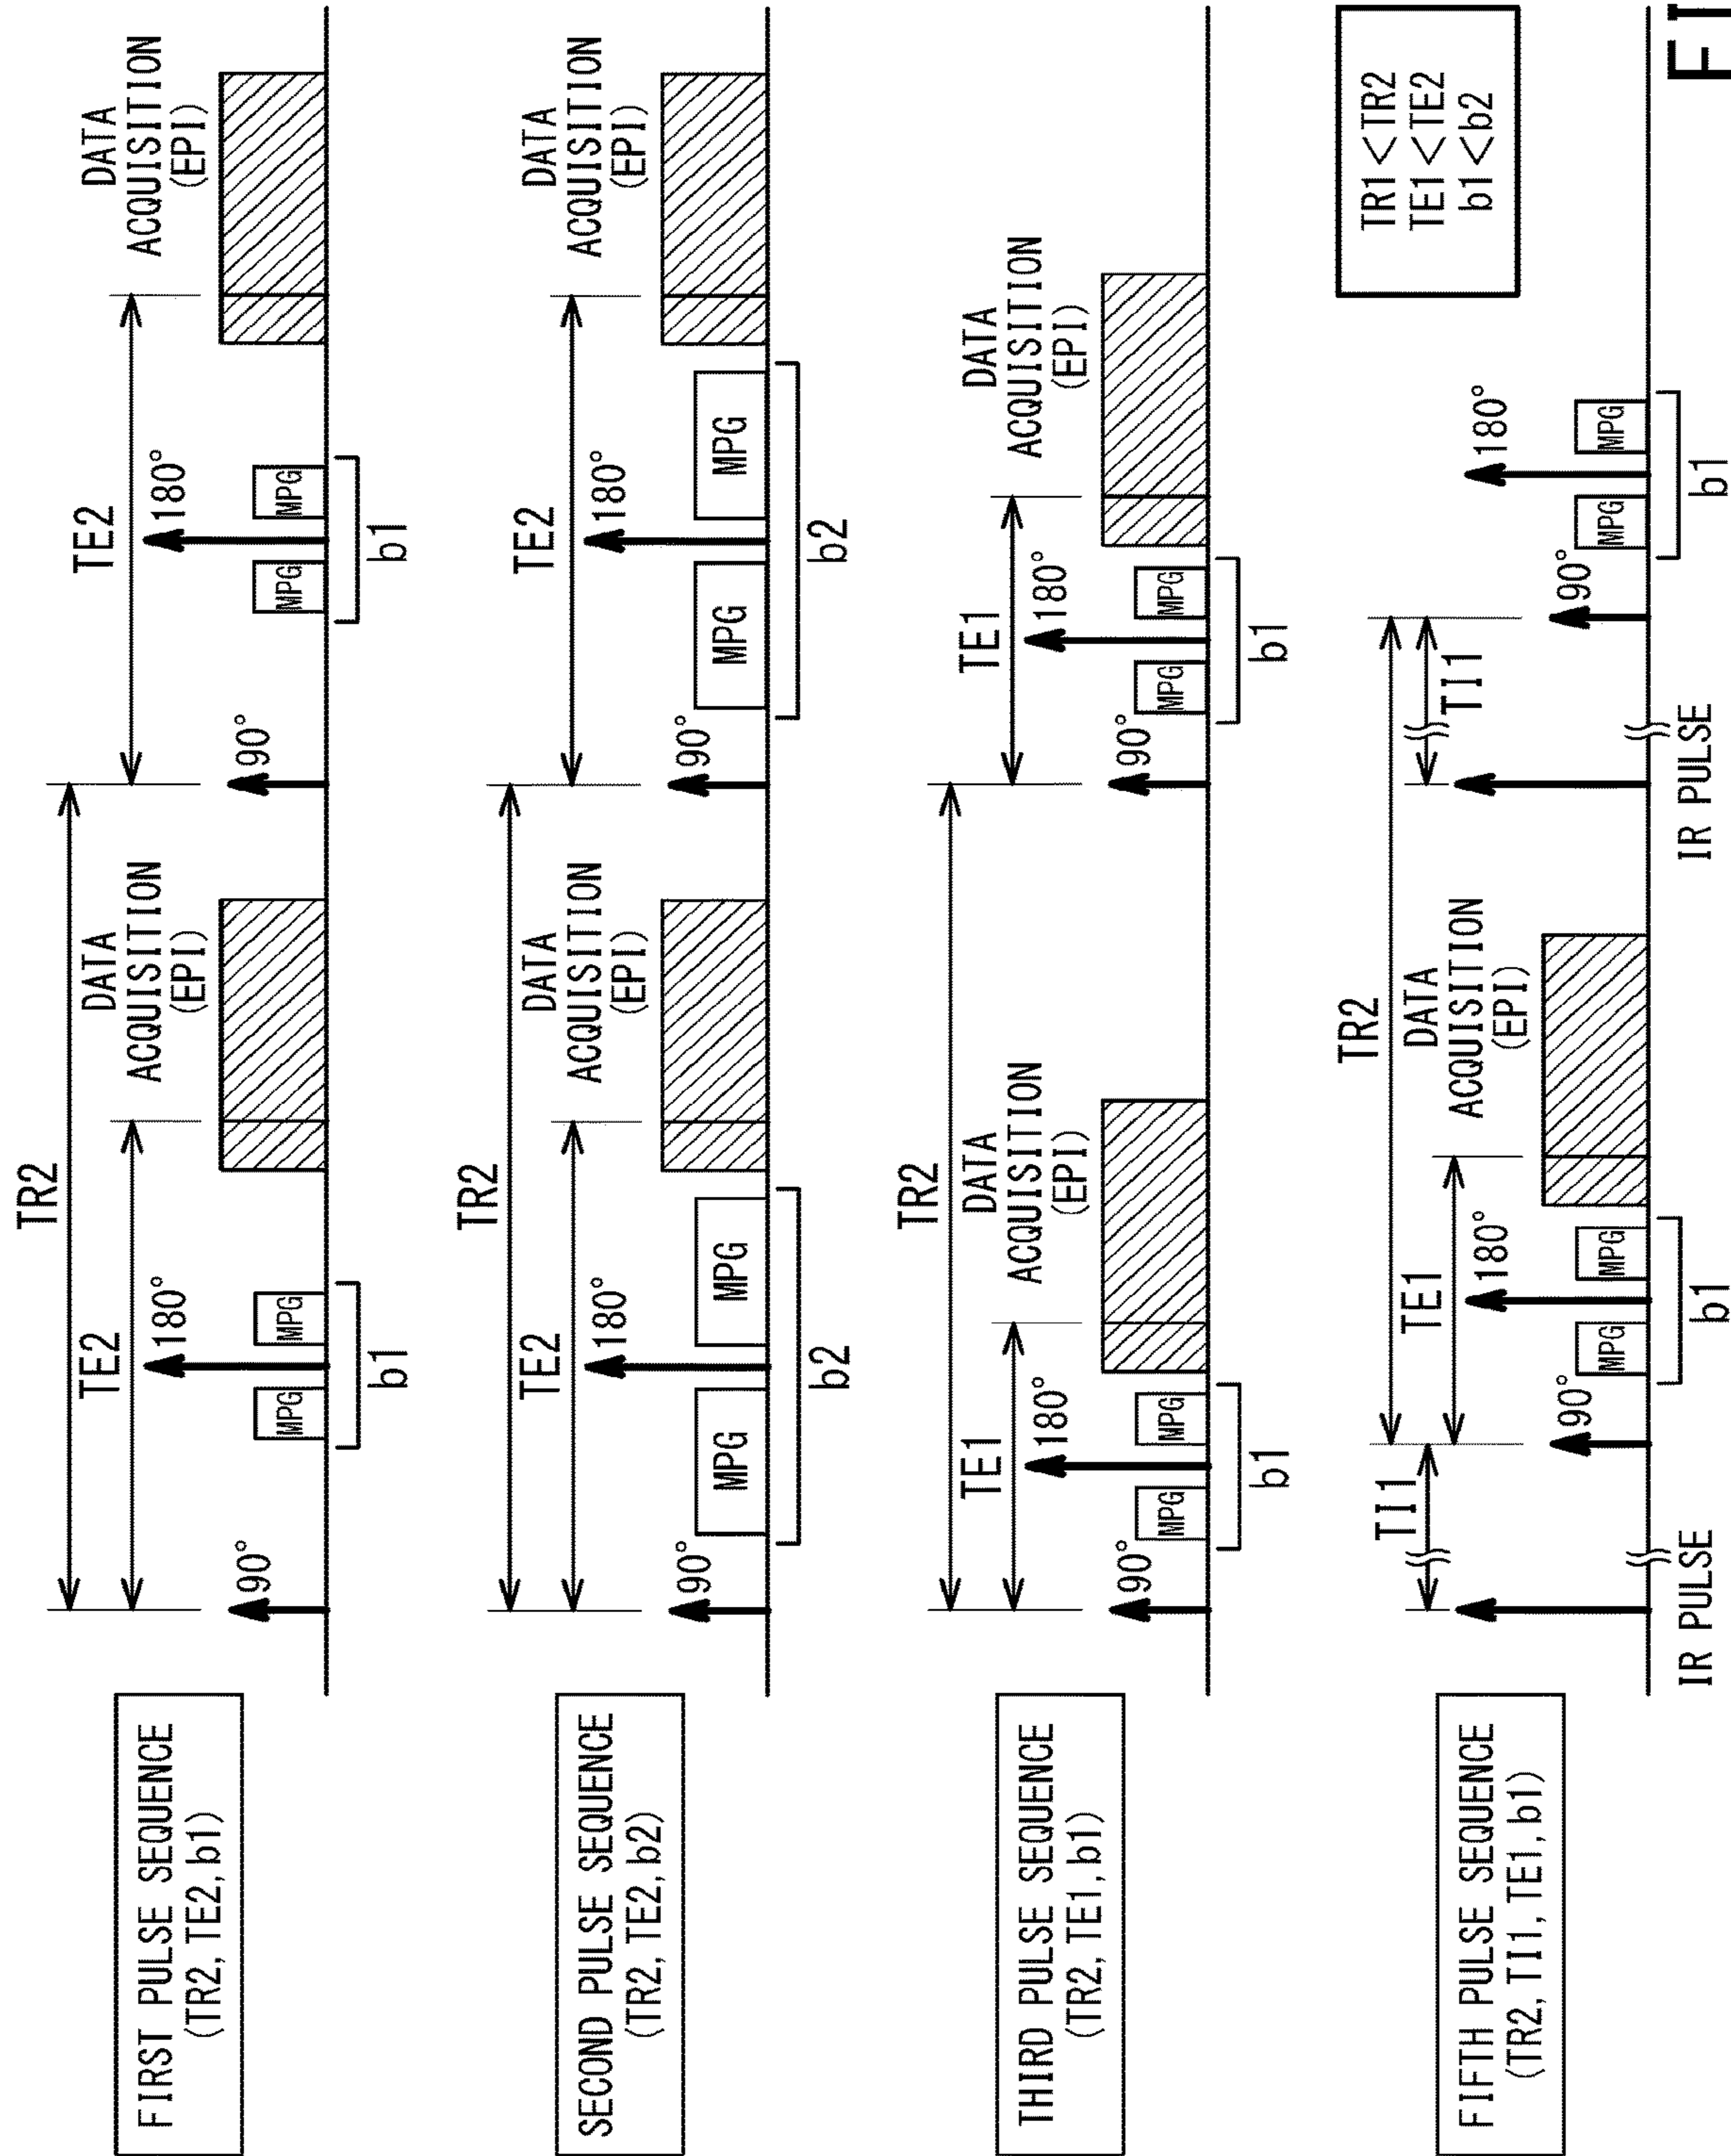 FIRST PULSE SEQUENCE
(TR2, TE2, b1)
TR2
TE2
90°
MPG
180°
MPG
b1
DATA
ACQUISITION
(EPI)
TE2
90°
MPG
180°
MPG
b1
DATA
ACQUISITION
(EPI)
SECOND PULSE SEQUENCE
(TR2, TE2, b2)
TR2
TE2
90°
MPG
180°
MPG
b2
DATA
ACQUISITION
(EPI)
TE2
90°
MPG
180°
MPG
b2
DATA
ACQUISITION
(EPI)
THIRD PULSE SEQUENCE
(TR2, TE1, b1)
TR2
TE1
90°
MPG
180°
MPG
b1
DATA
ACQUISITION
(EPI)
TE1
90°
MPG
180°
MPG
b1
DATA
ACQUISITION
(EPI)
FIFTH PULSE SEQUENCE
(TR2, TI1, TE1, b1)
TR2
TI1
IR PULSE
TE1
90°
MPG
180°
MPG
b1
DATA
ACQUISITION
(EPI)
TI1
IR PULSE
90°
MPG
180°
MPG
b1
TR1<TR2
TE1<TE2
b1<b2